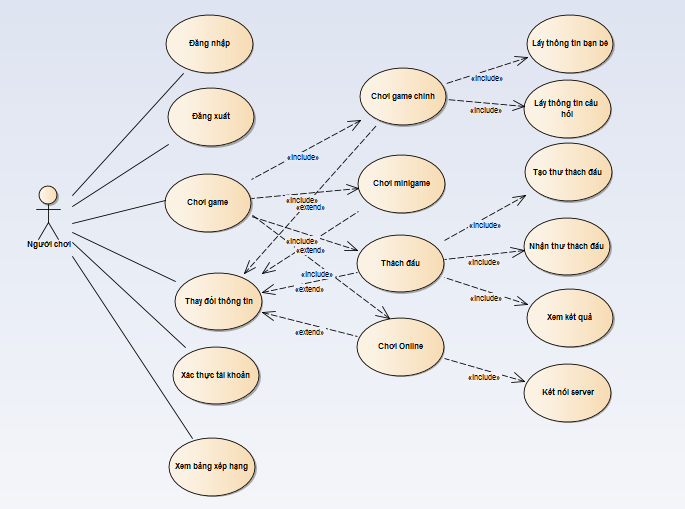 Đăng nhập
Lấy thông tin bạn bè
Chơi game chính
«include»
Đăng xuất
«include»
Lấy thông tin câu
hỏi
«include»
Tạo thư thách đấu
Chơi minigame
Chơi game
«include»
«extend»
«include»
Người chơi
«include»
«extend»
Nhận thư thách đấu
Thách đấu
«include»
«include»
Thay đổi thông tin
«extend»
«include»
Xem kết quả
«extend»
Chơi Online
Xác thực tài khoản
«include»
Kết nối server
Xem bảng xếp hạng